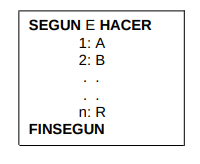 SEGUN E HACER
1: A
2: B
. .
. .
n: R
FINSEGUN